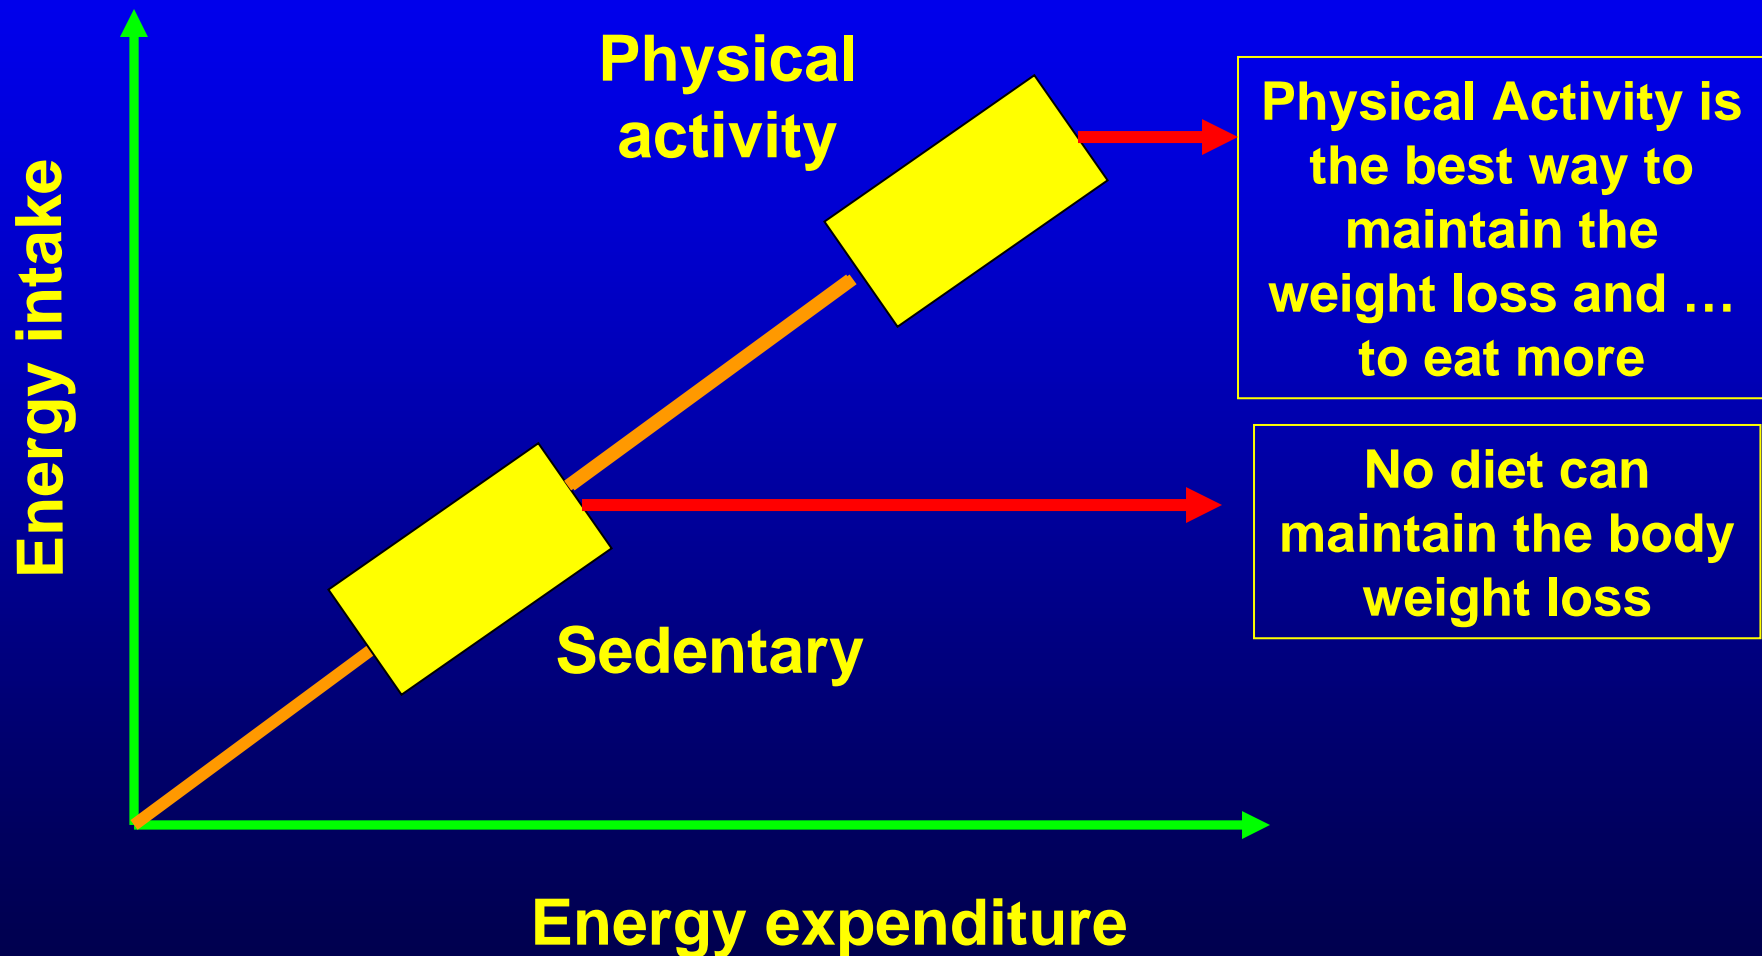 Physical
activity
Physical Activity is
the best way to
maintain the
weight loss and …
to eat more
Energy intake
No diet can
maintain the body
weight loss
Sedentary
Energy expenditure